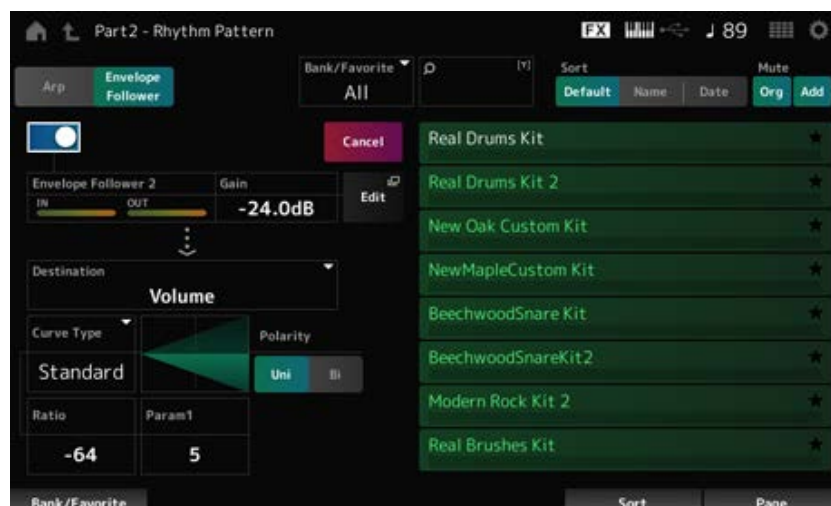 Part2 - Rhythm Pattern
FX
♩ 89
Arp
Envelope
Follower
Bank/Favorite
All
[Y]
Sort
Default
Name
Date
Mute
Org
Add
Cancel
Envelope Follower 2
IN
OUT
Gain
-24.0dB
Edit
Destination
Volume
Curve Type
Standard
Polarity
Uni
Bi
Ratio
-64
Param1
5
Real Drums Kit
Real Drums Kit 2
New Oak Custom Kit
NewMapleCustom Kit
BeechwoodSnare Kit
BeechwoodSnareKit2
Modern Rock Kit 2
Real Brushes Kit
Bank/Favorite
Sort
Page